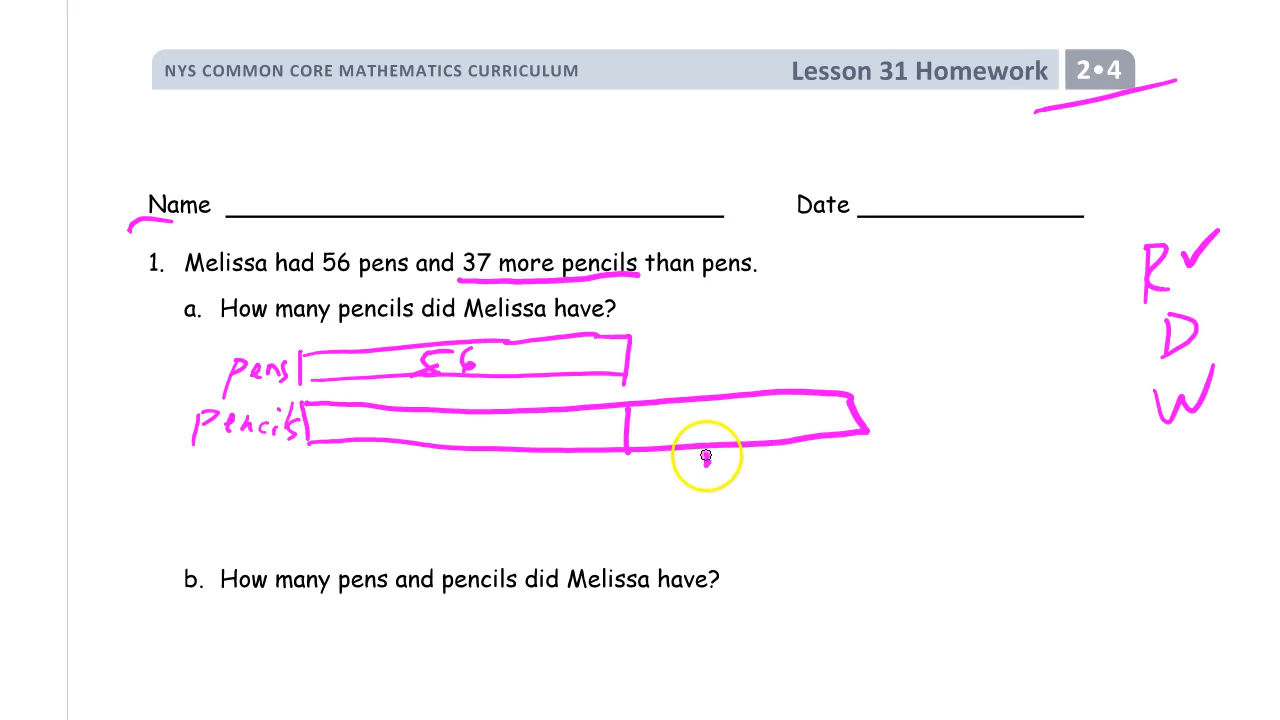 NYS COMMON CORE MATHEMATICS CURRICULUM Lesson 31 Homework 2•4
Name Date
1. Melissa had 56 pens and 37 more pencils than pens.
R
a. How many pencils did Melissa have?
D
pens 56
W
pencils
b. How many pens and pencils did Melissa have?